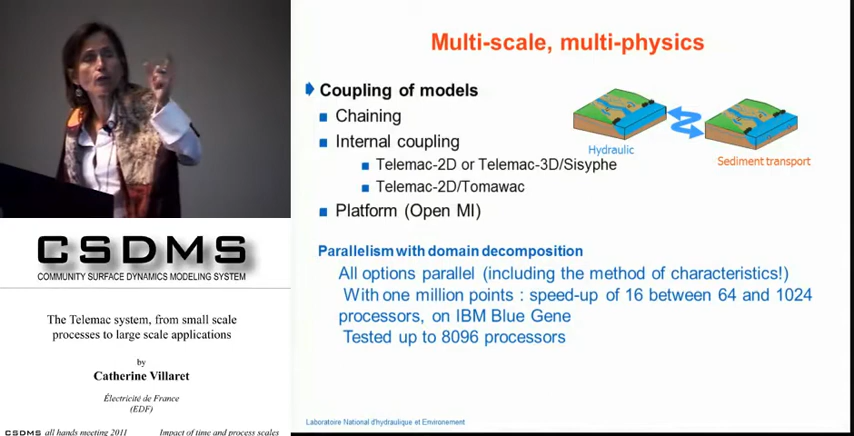 Multi-scale, multi-physics
Coupling of models
Chaining
Internal coupling
Telemac-2D or Telemac-3D/Sisyphe
Telemac-2D/Tomawac
Platform (Open MI)
Hydraulic
Sediment transport
Parallelism with domain decomposition
All options parallel (including the method of characteristics!)
With one million points : speed-up of 16 between 64 and 1024
processors, on IBM Blue Gene
Tested up to 8096 processors
Laboratoire National d'hydraulique et Environement
CSDMS
COMMUNITY SURFACE DYNAMICS MODELING SYSTEM
The Telemac system, from small scale
processes to large scale applications
by
Catherine Villaret
Électricité de France
(EDF)
CSDMS all hands meeting 2011 Impact of time and process scales